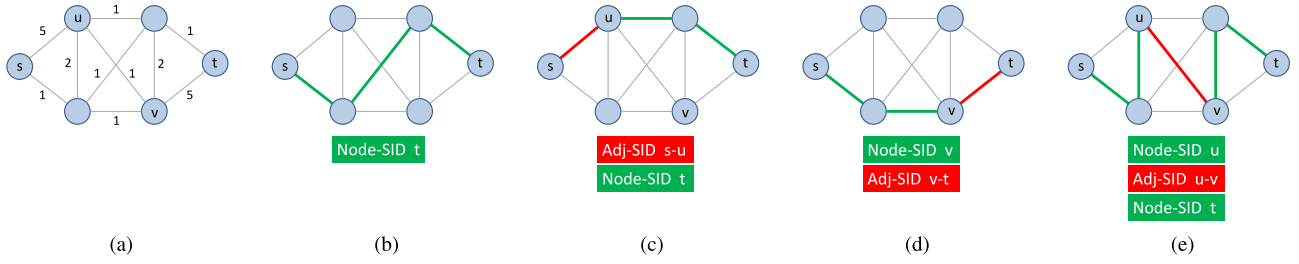 u 1
5 1
s 2 1 1 2 t
1 5
1 v
(a)
s t
Node-SID t
(b)
u
s t
v
Adj-SID s-u
Node-SID t
(c)
s t
v
Node-SID v
Adj-SID v-t
(d)
u
s t
v
Node-SID u
Adj-SID u-v
Node-SID t
(e)